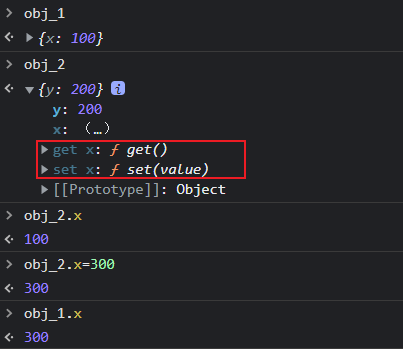 > obj_1
<· ▶ {x: 100}
> obj_2
<· ▼ {y: 200} i
y: 200
x: （…）
▶ get x: ƒ get()
▶ set x: ƒ set(value)
▶ [[Prototype]]: Object
> obj_2.x
<· 100
> obj_2.x=300
<· 300
> obj_1.x
<· 300